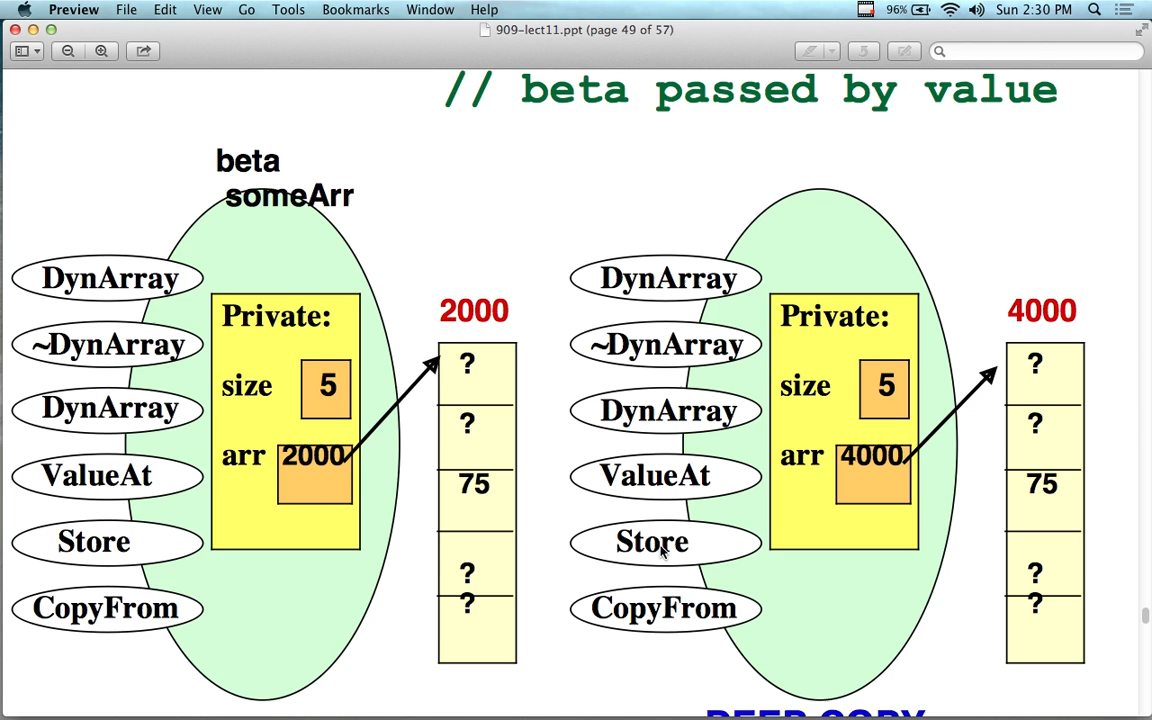 Preview File Edit View Go Tools Bookmarks Window Help 96% Sun 2:30 PM
909-lect11.ppt (page 49 of 57)
// beta passed by value
beta
someArr
DynArray
~DynArray
DynArray
ValueAt
Store
CopyFrom
Private:
size 5
arr 2000
2000
?
?
75
?
?
DynArray
~DynArray
DynArray
ValueAt
Store
CopyFrom
Private:
size 5
arr 4000
4000
?
?
75
?
?
DEEP COPY